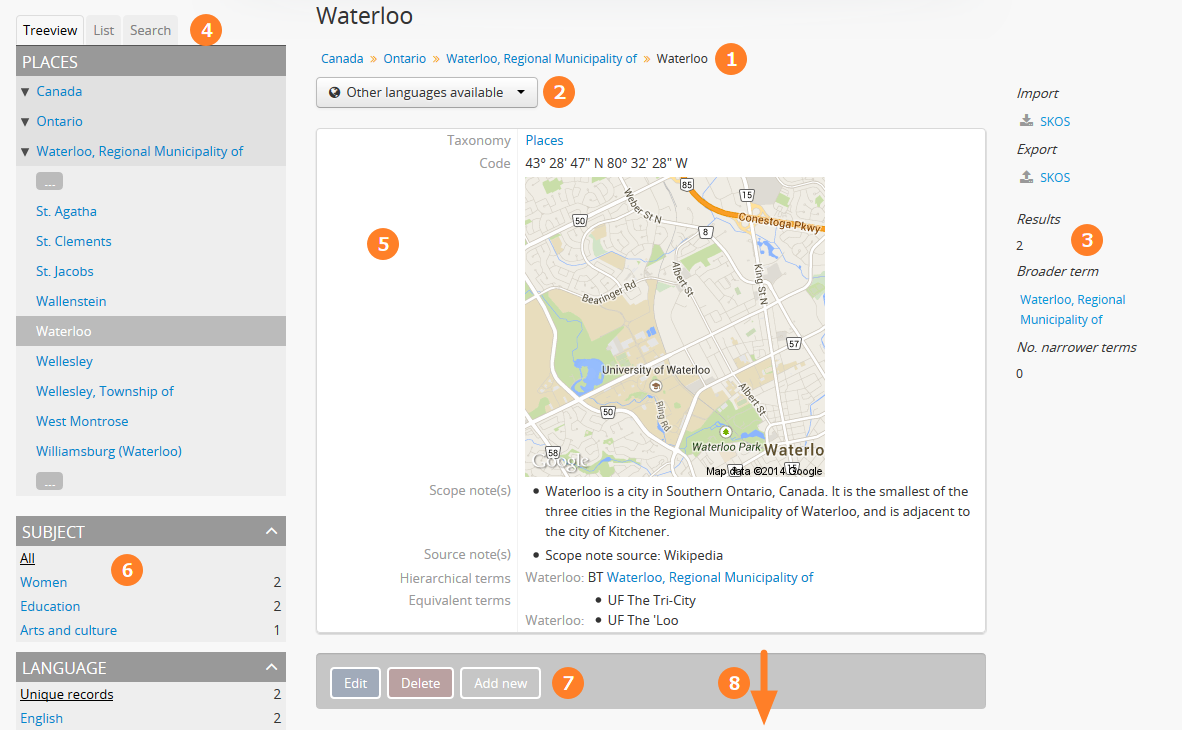 Waterloo
Treeview List Search 4
PLACES
Canada
Ontario
Waterloo, Regional Municipality of
...
St. Agatha
St. Clements
St. Jacobs
Wallenstein
Waterloo
Wellesley
Wellesley, Township of
West Montrose
Williamsburg (Waterloo)
...
SUBJECT
All
6
Women 2
Education 2
Arts and culture 1
LANGUAGE
Unique records 2
English 2
Canada » Ontario » Waterloo, Regional Municipality of » Waterloo 1
Other languages available 2
Taxonomy Places
Code 43º 28' 47" N 80º 32' 28" W
5
85
15
Weber St N
50
Conestoga Pkwy
8
Albert St
King St N
Bearinger Rd
57
University of Waterloo
Albert St
50
Ring Rd
Waterloo Park Waterloo
58
Google
15
Map data ©2014 Google
Scope note(s) • Waterloo is a city in Southern Ontario, Canada. It is the smallest of the
three cities in the Regional Municipality of Waterloo, and is adjacent to
the city of Kitchener.
Source note(s) • Scope note source: Wikipedia
Hierarchical terms Waterloo: BT Waterloo, Regional Municipality of
Equivalent terms • UF The Tri-City
Waterloo: • UF The 'Loo
Edit Delete Add new 7 8
Import
SKOS
Export
SKOS
Results
2
3
Broader term
Waterloo, Regional
Municipality of
No. narrower terms
0